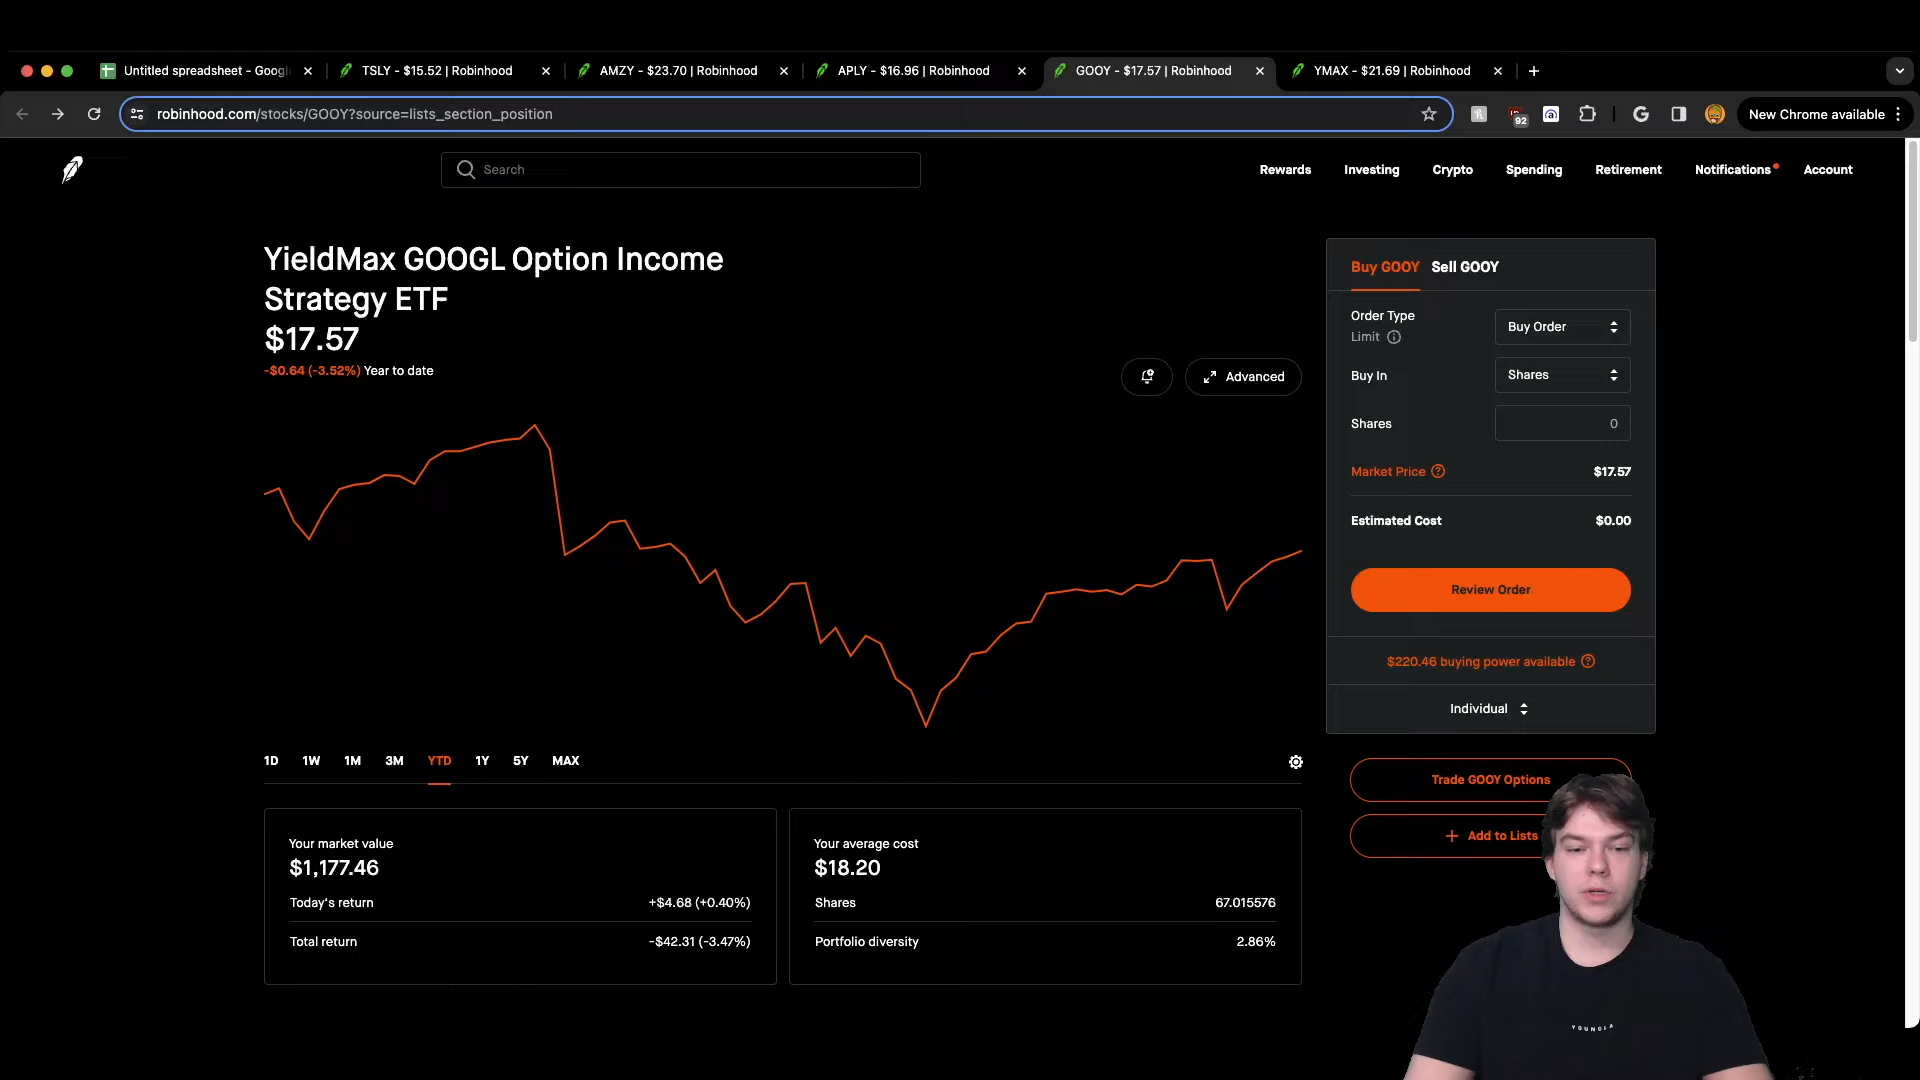 Untitled spreadsheet - Googl
TSLY - $15.52 | Robinhood
AMZY - $23.70 | Robinhood
APLY - $16.96 | Robinhood
GOOY - $17.57 | Robinhood
YMAX - $21.69 | Robinhood
robinhood.com/stocks/GOOY?source=lists_section_position
92
New Chrome available
Search
Rewards
Investing
Crypto
Spending
Retirement
Notifications
Account
YieldMax GOOGL Option Income
Strategy ETF
$17.57
-$0.64 (-3.52%) Year to date
Advanced
1D 1W 1M 3M YTD 1Y 5Y MAX
Your market value
$1,177.46
Today's return +$4.68 (+0.40%)
Total return -$42.31 (-3.47%)
Your average cost
$18.20
Shares 67.015576
Portfolio diversity 2.86%
Buy GOOY Sell GOOY
Order Type
Limit
Buy Order
Buy In Shares
Shares 0
Market Price $17.57
Estimated Cost $0.00
Review Order
$220.46 buying power available
Individual
Trade GOOY Options
+ Add to Lists
YOUNGLA